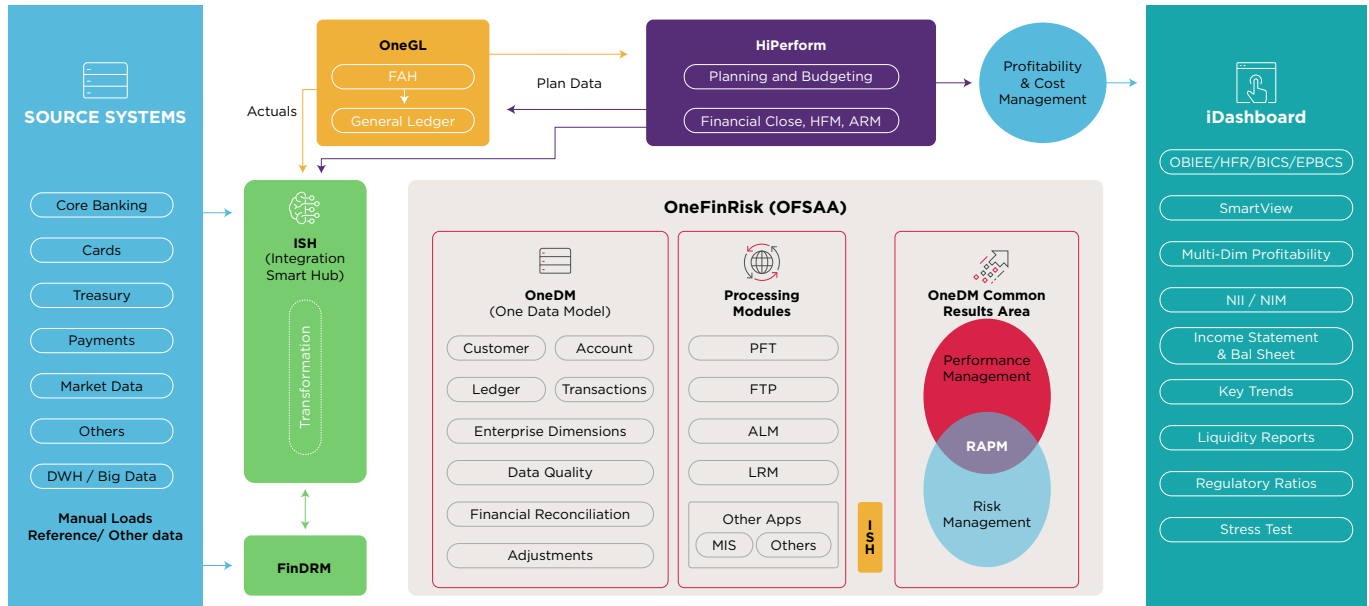 SOURCE SYSTEMS
Core Banking
Cards
Treasury
Payments
Market Data
Others
DWH / Big Data
Manual Loads
Reference/ Other data
OneGL
FAH
General Ledger
Actuals
Plan Data
HiPerform
Planning and Budgeting
Financial Close, HFM, ARM
Profitability
& Cost
Management
ISH
(Integration
Smart Hub)
Transformation
FinDRM
OneFinRisk (OFSAA)
OneDM
(One Data Model)
Customer
Account
Ledger
Transactions
Enterprise Dimensions
Data Quality
Financial Reconciliation
Adjustments
Processing
Modules
PFT
FTP
ALM
LRM
Other Apps
MIS
Others
ISH
OneDM Common
Results Area
Performance
Management
RAPM
Risk
Management
iDashboard
OBIEE/HFR/BICS/EPBCS
SmartView
Multi-Dim Profitability
NII / NIM
Income Statement
& Bal Sheet
Key Trends
Liquidity Reports
Regulatory Ratios
Stress Test